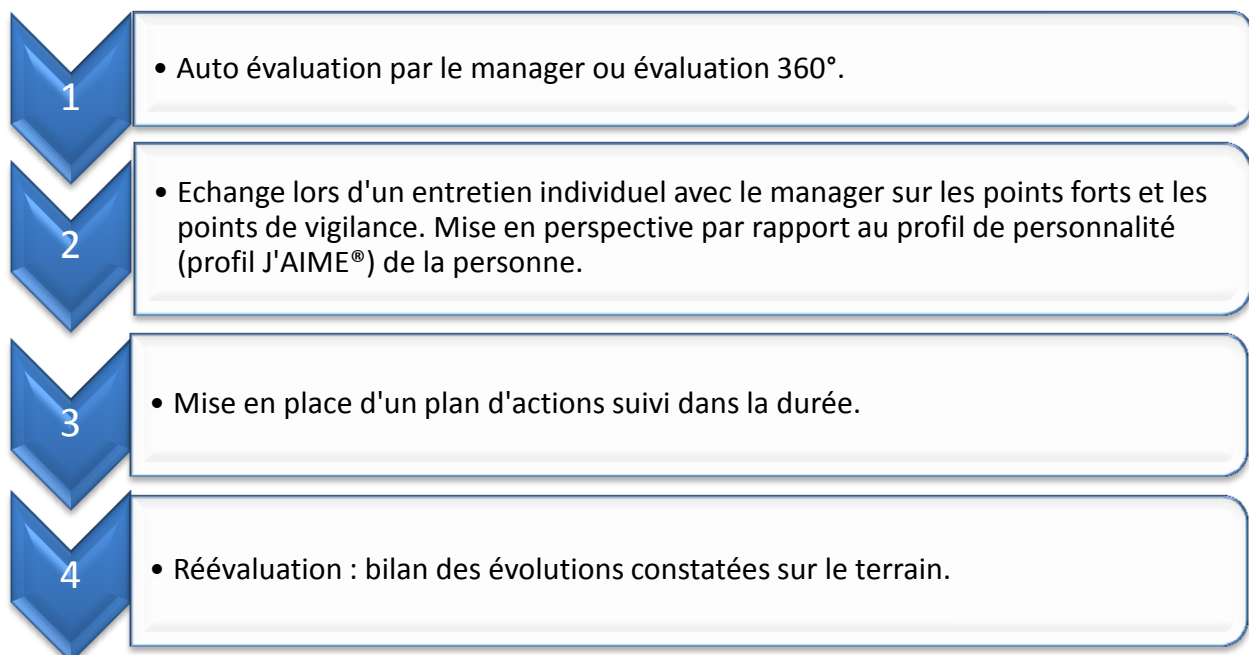 1
• Auto évaluation par le manager ou évaluation 360°.
2
• Echange lors d'un entretien individuel avec le manager sur les points forts et les
points de vigilance. Mise en perspective par rapport au profil de personnalité
(profil J'AIME®) de la personne.
3
• Mise en place d'un plan d'actions suivi dans la durée.
4
• Réévaluation : bilan des évolutions constatées sur le terrain.